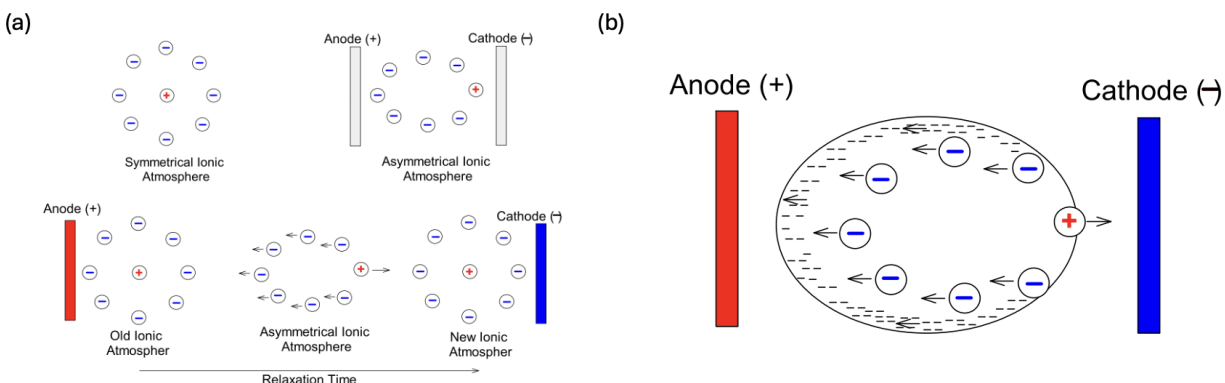 (a)
Anode (+)
Cathode (−)
Symmetrical Ionic
Atmosphere
Asymmetrical Ionic
Atmosphere
Anode (+)
Cathode (−)
Old Ionic
Atmospher
Asymmetrical Ionic
Atmosphere
New Ionic
Atmospher
Relaxation Time
(b)
Anode (+)
Cathode (−)